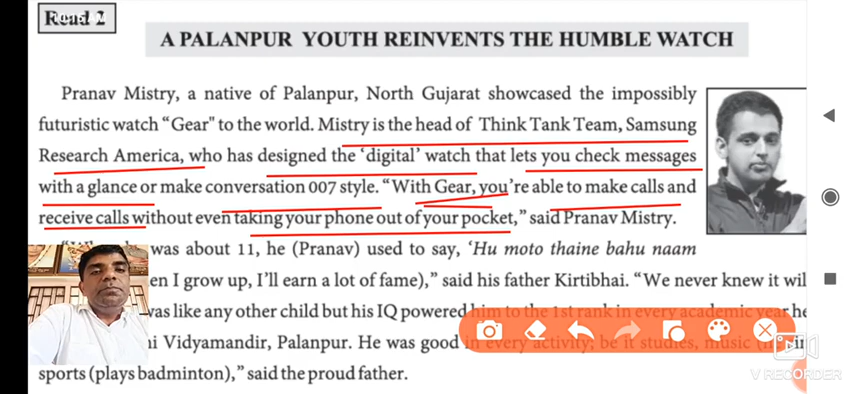 Read 2
A PALANPUR YOUTH REINVENTS THE HUMBLE WATCH
Pranav Mistry, a native of Palanpur, North Gujarat showcased the impossibly
futuristic watch “Gear” to the world. Mistry is the head of Think Tank Team, Samsung
Research America, who has designed the ‘digital’ watch that lets you check messages
with a glance or make conversation 007 style. “With Gear, you’re able to make calls and
receive calls without even taking your phone out of your pocket,” said Pranav Mistry.
was about 11, he (Pranav) used to say, ‘Hu moto thaine bahu naam
en I grow up, I’ll earn a lot of fame),” said his father Kirtibhai. “We never knew it wil
was like any other child but his IQ powered him to the 1st rank in every academic year he
ni Vidyamandir, Palanpur. He was good in every activity; be it studies, music
sports (plays badminton),” said the proud father.
V RECORDER